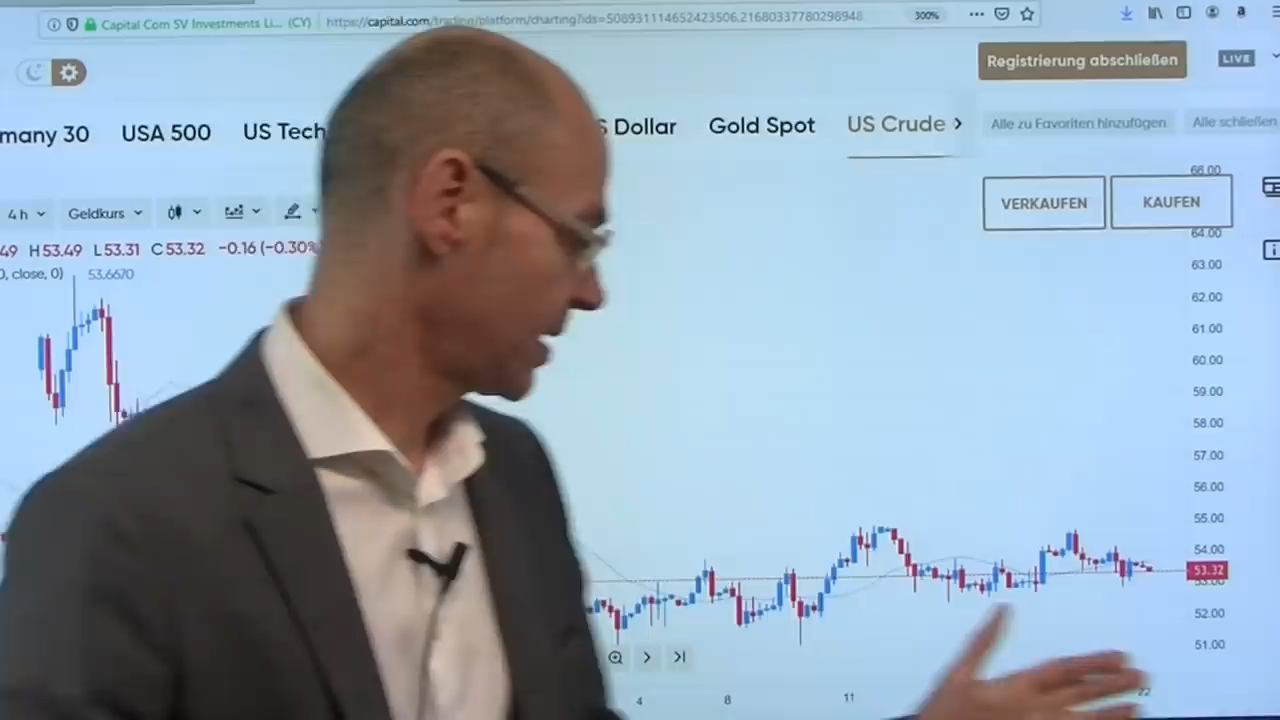 Capital Com SV Investments Li... (CY)
https://capital.com/trading/platform/charting?ids=508931114652423506.21680337780298948
300%
Registrierung abschließen
LIVE
many 30 USA 500 US Tech Dollar Gold Spot US Crude
Alle zu Favoriten hinzufügen
Alle schließen
66.00
VERKAUFEN
KAUFEN
4 h
Geldkurs
64.00
49 H53.49 L53.31 C53.32 −0.16 (−0.30%
63.00
0, close, 0) 53.6670
62.00
61.00
60.00
59.00
58.00
57.00
56.00
55.00
54.00
53.32
53.00
52.00
51.00
4 8 11 22